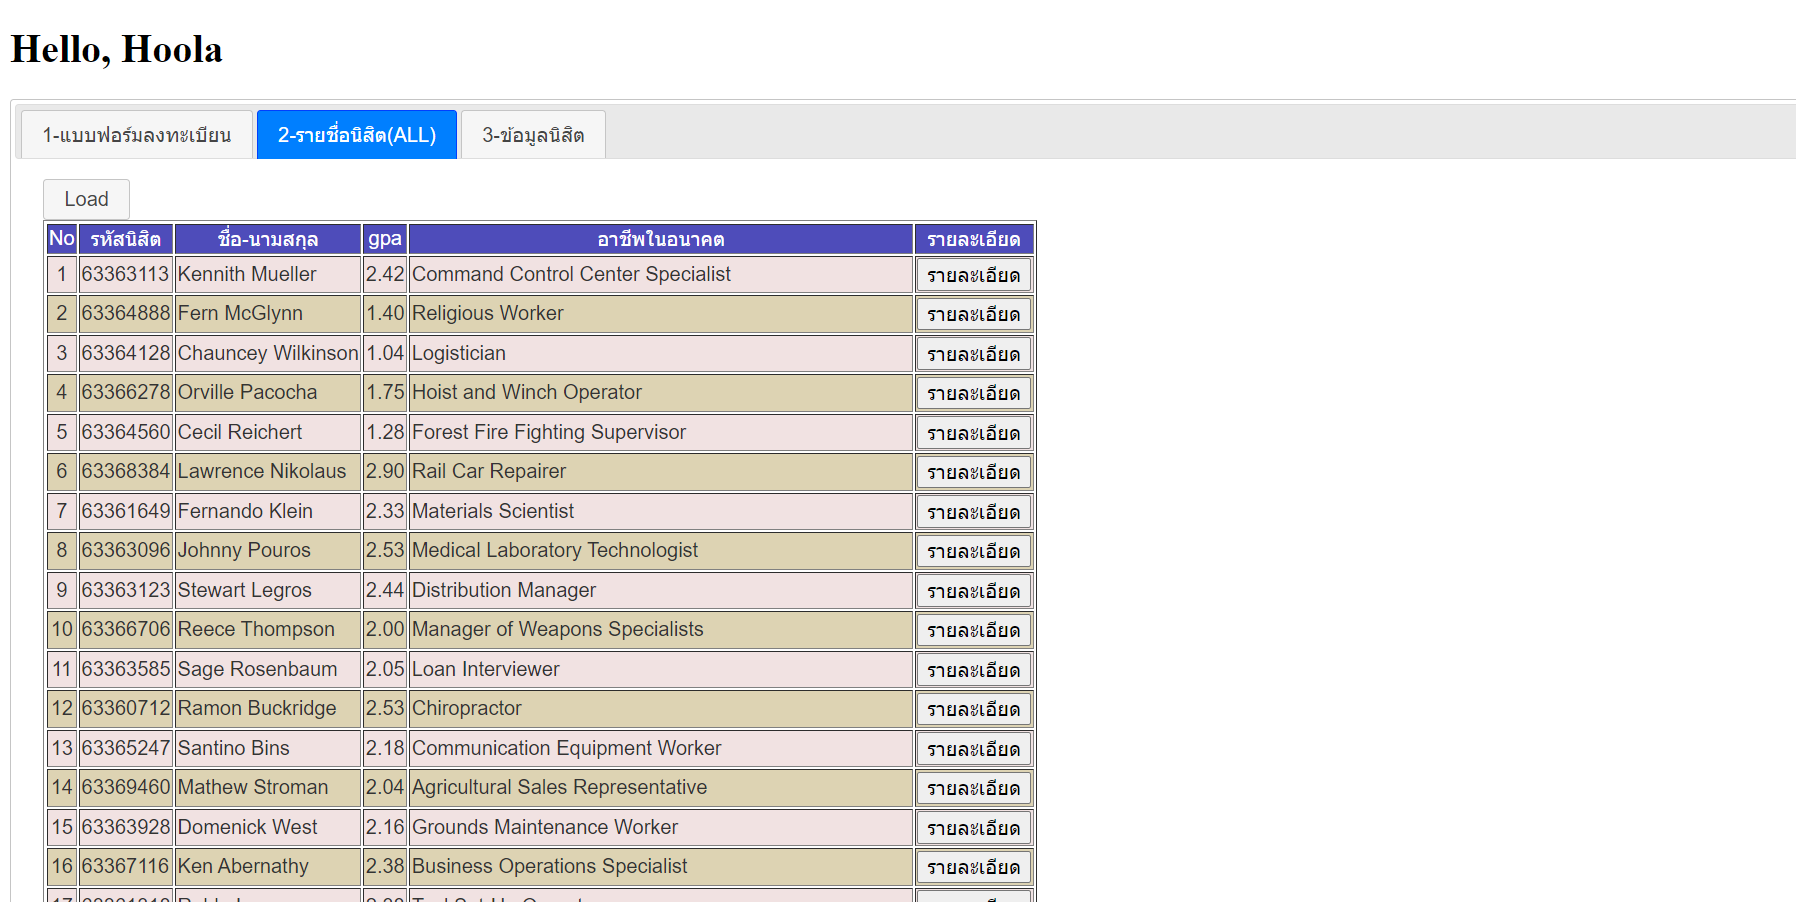 Hello, Hoola
1-แบบฟอร์มลงทะเบียน 2-รายชื่อนิสิต(ALL) 3-ข้อมูลนิสิต
Load
No รหัสนิสิต ชื่อ-นามสกุล gpa อาชีพในอนาคต รายละเอียด
1 63363113 Kennith Mueller 2.42 Command Control Center Specialist รายละเอียด
2 63364888 Fern McGlynn 1.40 Religious Worker รายละเอียด
3 63364128 Chauncey Wilkinson 1.04 Logistician รายละเอียด
4 63366278 Orville Pacocha 1.75 Hoist and Winch Operator รายละเอียด
5 63364560 Cecil Reichert 1.28 Forest Fire Fighting Supervisor รายละเอียด
6 63368384 Lawrence Nikolaus 2.90 Rail Car Repairer รายละเอียด
7 63361649 Fernando Klein 2.33 Materials Scientist รายละเอียด
8 63363096 Johnny Pouros 2.53 Medical Laboratory Technologist รายละเอียด
9 63363123 Stewart Legros 2.44 Distribution Manager รายละเอียด
10 63366706 Reece Thompson 2.00 Manager of Weapons Specialists รายละเอียด
11 63363585 Sage Rosenbaum 2.05 Loan Interviewer รายละเอียด
12 63360712 Ramon Buckridge 2.53 Chiropractor รายละเอียด
13 63365247 Santino Bins 2.18 Communication Equipment Worker รายละเอียด
14 63369460 Mathew Stroman 2.04 Agricultural Sales Representative รายละเอียด
15 63363928 Domenick West 2.16 Grounds Maintenance Worker รายละเอียด
16 63367116 Ken Abernathy 2.38 Business Operations Specialist รายละเอียด
17